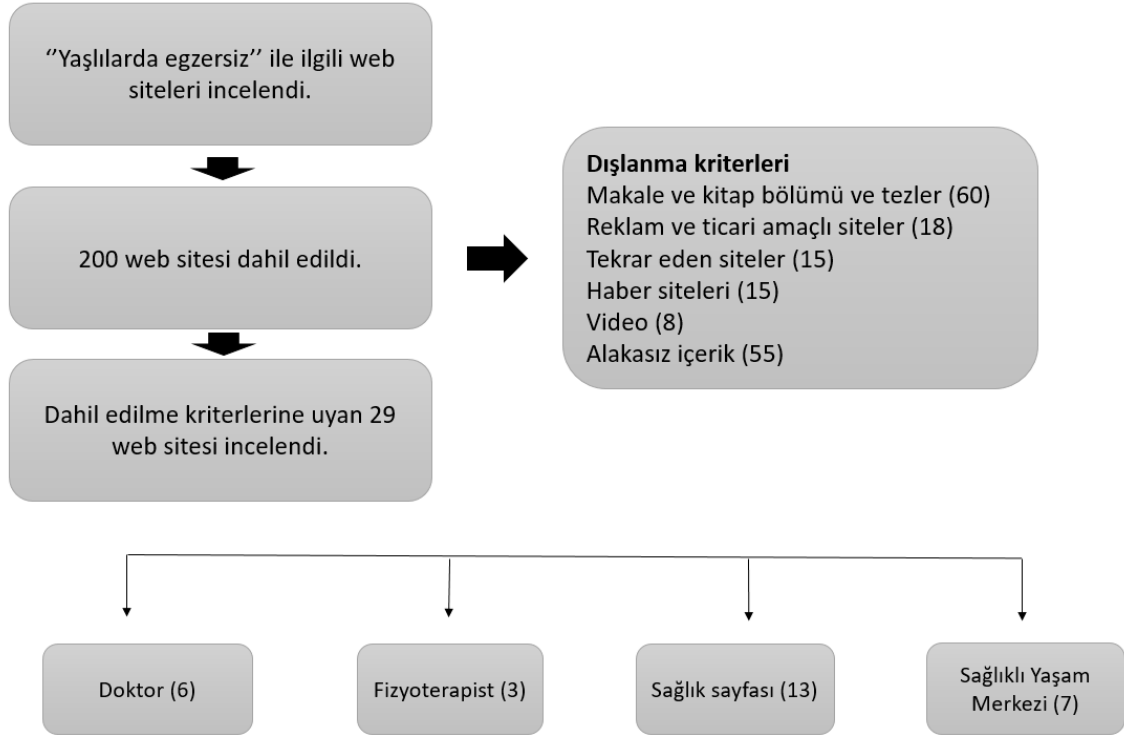 ‘’Yaşlılarda egzersiz’’ ile ilgili web
siteleri incelendi.
200 web sitesi dahil edildi.
Dışlanma kriterleri
Makale ve kitap bölümü ve tezler (60)
Reklam ve ticari amaçlı siteler (18)
Tekrar eden siteler (15)
Haber siteleri (15)
Video (8)
Alakasız içerik (55)
Dahil edilme kriterlerine uyan 29
web sitesi incelendi.
Doktor (6)
Fizyoterapist (3)
Sağlık sayfası (13)
Sağlıklı Yaşam
Merkezi (7)